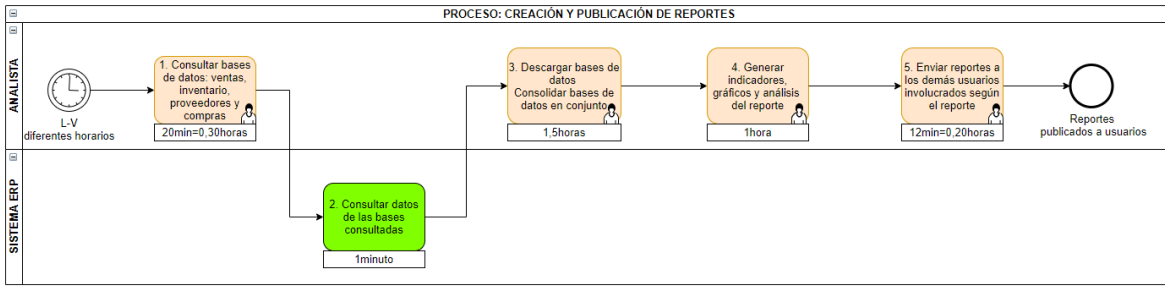 PROCESO: CREACIÓN Y PUBLICACIÓN DE REPORTES
ANALISTA
L-V
diferentes horarios
1. Consultar bases
de datos: ventas,
inventario,
proveedores y
compras
20min=0,30horas
3. Descargar bases de
datos
Consolidar bases de
datos en conjunto
1,5horas
4. Generar
indicadores,
gráficos y análisis
del reporte
1hora
5. Enviar reportes a
los demás usuarios
involucrados según
el reporte
12min=0,20horas
Reportes
publicados a usuarios
SISTEMA ERP
2. Consultar datos
de las bases
consultadas
1minuto